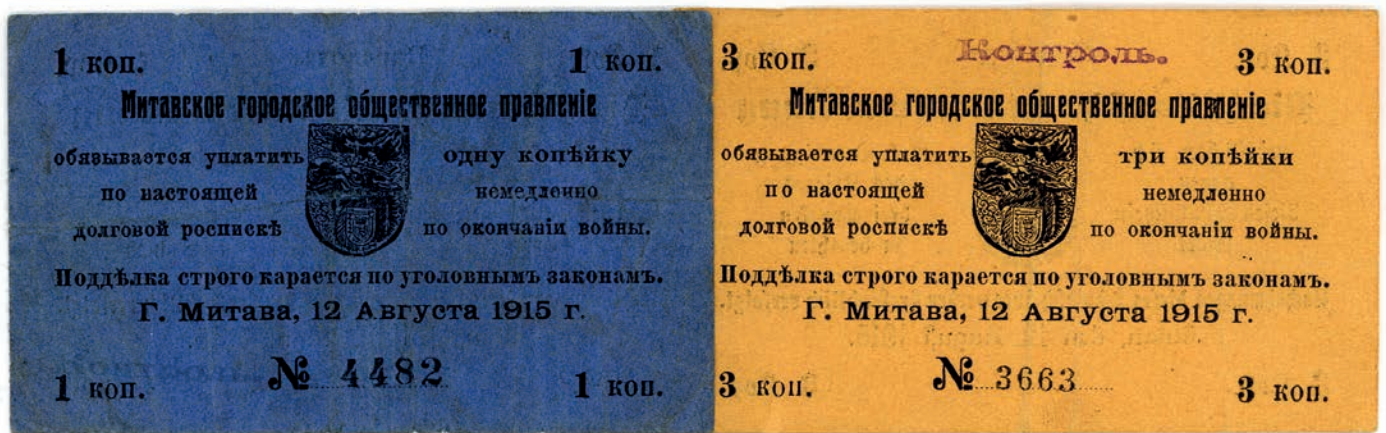 1 коп. 1 коп.
Митавское городское общественное правленіе
обязывается уплатить одну копѣйку
по настоящей немедленно
долговой роспискѣ по окончаніи войны.
Поддѣлка строго карается по уголовнымъ законамъ.
Г. Митава, 12 Августа 1915 г.
№ 4482
1 коп. 1 коп.
3 коп. Контроль. 3 коп.
Митавское городское общественное правленіе
обязывается уплатить три копѣйки
по настоящей немедленно
долговой роспискѣ по окончаніи войны.
Поддѣлка строго карается по уголовнымъ законамъ.
Г. Митава, 12 Августа 1915 г.
№ 3663
3 коп. 3 коп.